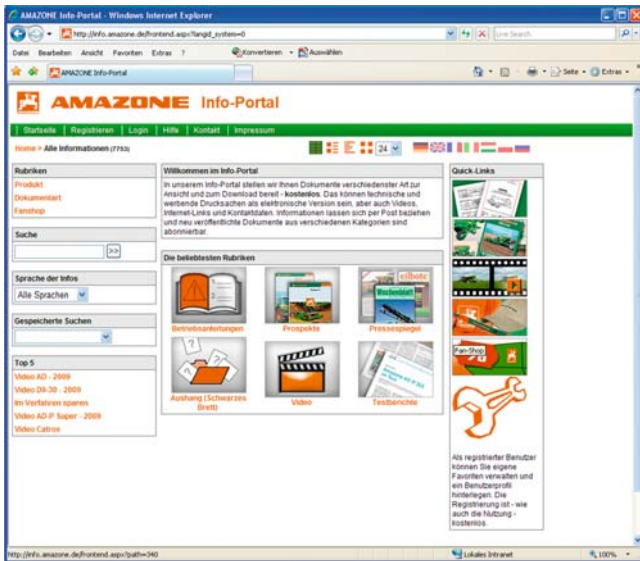 AMAZONE Info-Portal - Windows Internet Explorer
http://info.amazone.de/frontend.aspx?langid_system=0
Live Search
Datei Bearbeiten Ansicht Favoriten Extras ?
Konvertieren Auswählen
AMAZONE Info-Portal
Seite Extras
AMAZONE Info-Portal
Startseite | Registrieren | Login | Hilfe | Kontakt | Impressum
Home > Alle Informationen (7753)
24
Rubriken
Produkt
Dokumentart
Fanshop
Suche
>>
Sprache der Infos
Alle Sprachen
Gespeicherte Suchen
Top 5
Video AD - 2009
Video D9-30 - 2009
Im Verfahren sparen
Video AD-P Super - 2009
Video Catros
Willkommen im Info-Portal
In unserem Info-Portal stellen wir Ihnen Dokumente verschiedenster Art zur
Ansicht und zum Download bereit - kostenlos. Das können technische und
werbende Drucksachen als elektronische Version sein, aber auch Videos,
Internet-Links und Kontaktdaten. Informationen lassen sich per Post beziehen
und neu veröffentlichte Dokumente aus verschiedenen Kategorien sind
abonnierbar.
Die beliebtesten Rubriken
eilbote
Wochenblatt
Betriebsanleitungen
Prospekte
Pressespiegel
Aushang (Schwarzes
Brett)
Video
Testberichte
Quick-Links
Fan-Shop
Als registrierter Benutzer
können Sie eigene
Favoriten verwalten und
ein Benutzerprofil
hinterlegen. Die
Registrierung ist - wie
auch die Nutzung -
kostenlos.
http://info.amazone.de/frontend.aspx?path=340
Lokales Intranet
100%